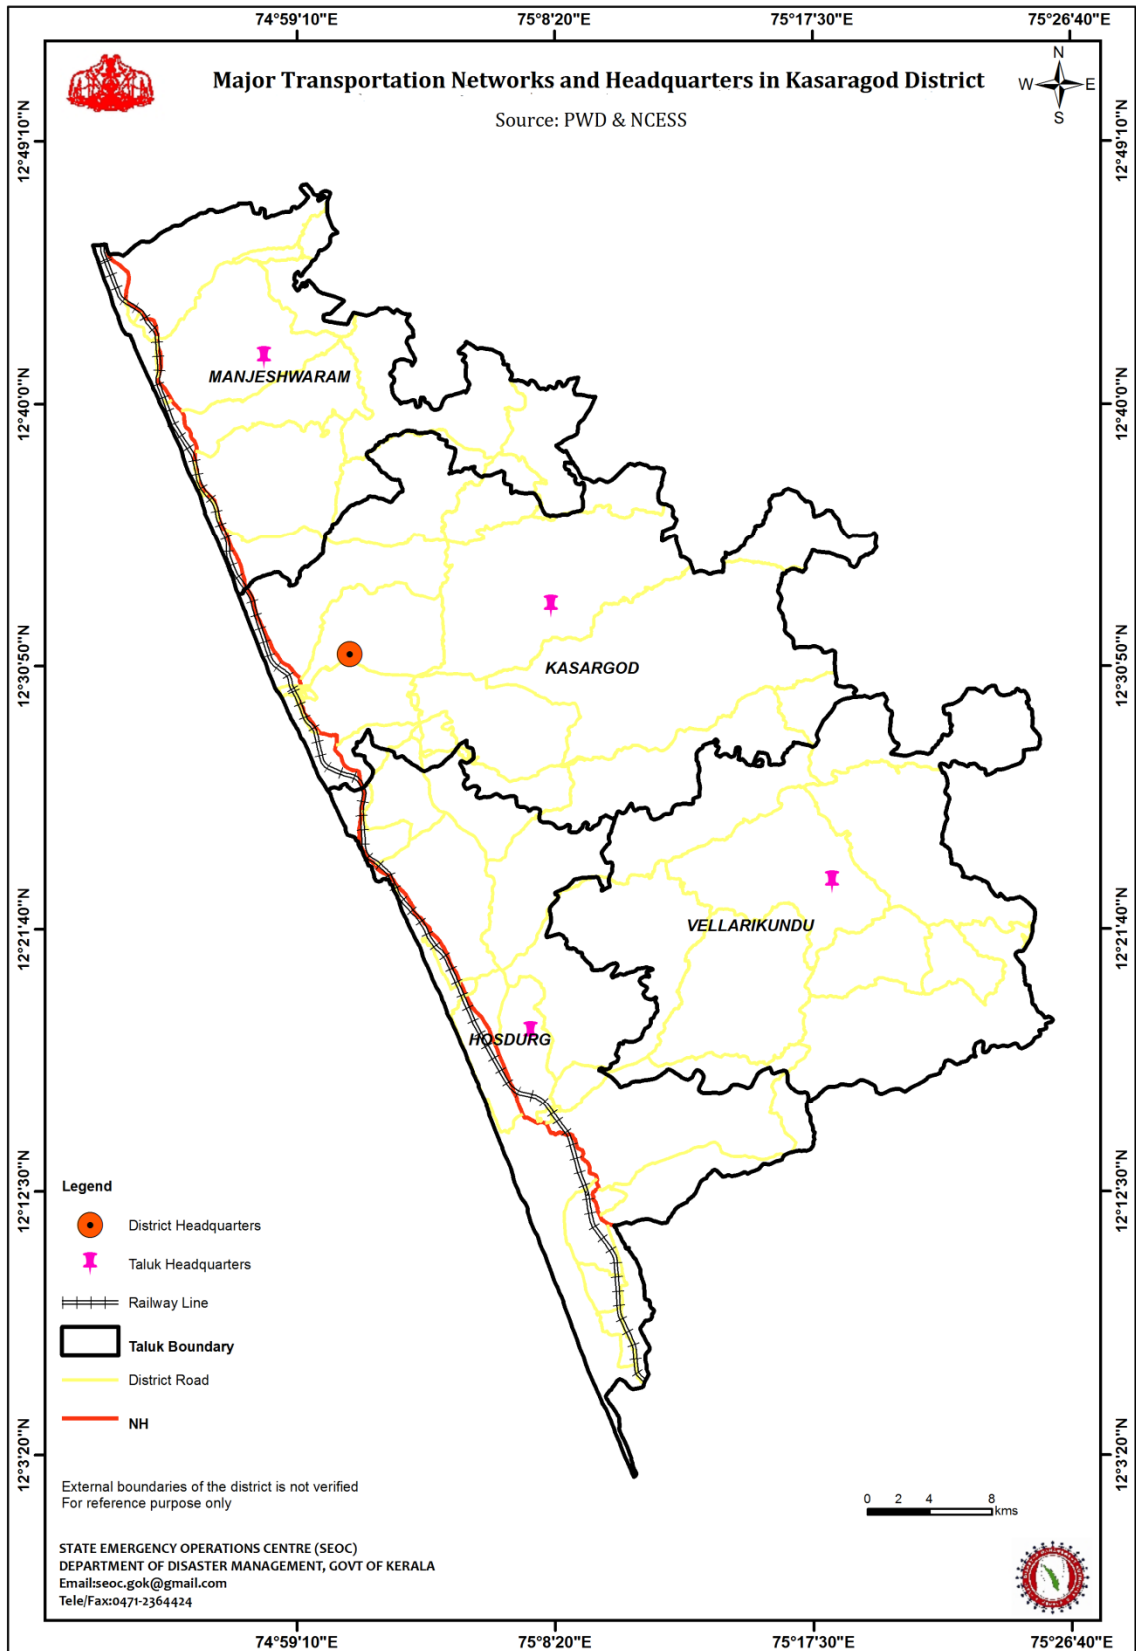 74°59'10"E 75°8'20"E 75°17'30"E 75°26'40"E
Major Transportation Networks and Headquarters in Kasaragod District
Source: PWD & NCESS
N
W E
S
12°49'10"N 12°49'10"N
MANJESHWARAM
12°40'0"N 12°40'0"N
KASARGOD
12°30'50"N 12°30'50"N
VELLARIKUNDU
12°21'40"N 12°21'40"N
HOSDURG
12°12'30"N 12°12'30"N
Legend
District Headquarters
Taluk Headquarters
Railway Line
Taluk Boundary
District Road
NH
12°3'20"N 12°3'20"N
External boundaries of the district is not verified
For reference purpose only
0 2 4 8
kms
STATE EMERGENCY OPERATIONS CENTRE (SEOC)
DEPARTMENT OF DISASTER MANAGEMENT, GOVT OF KERALA
Email:seoc.gok@gmail.com
Tele/Fax:0471-2364424
74°59'10"E 75°8'20"E 75°17'30"E 75°26'40"E